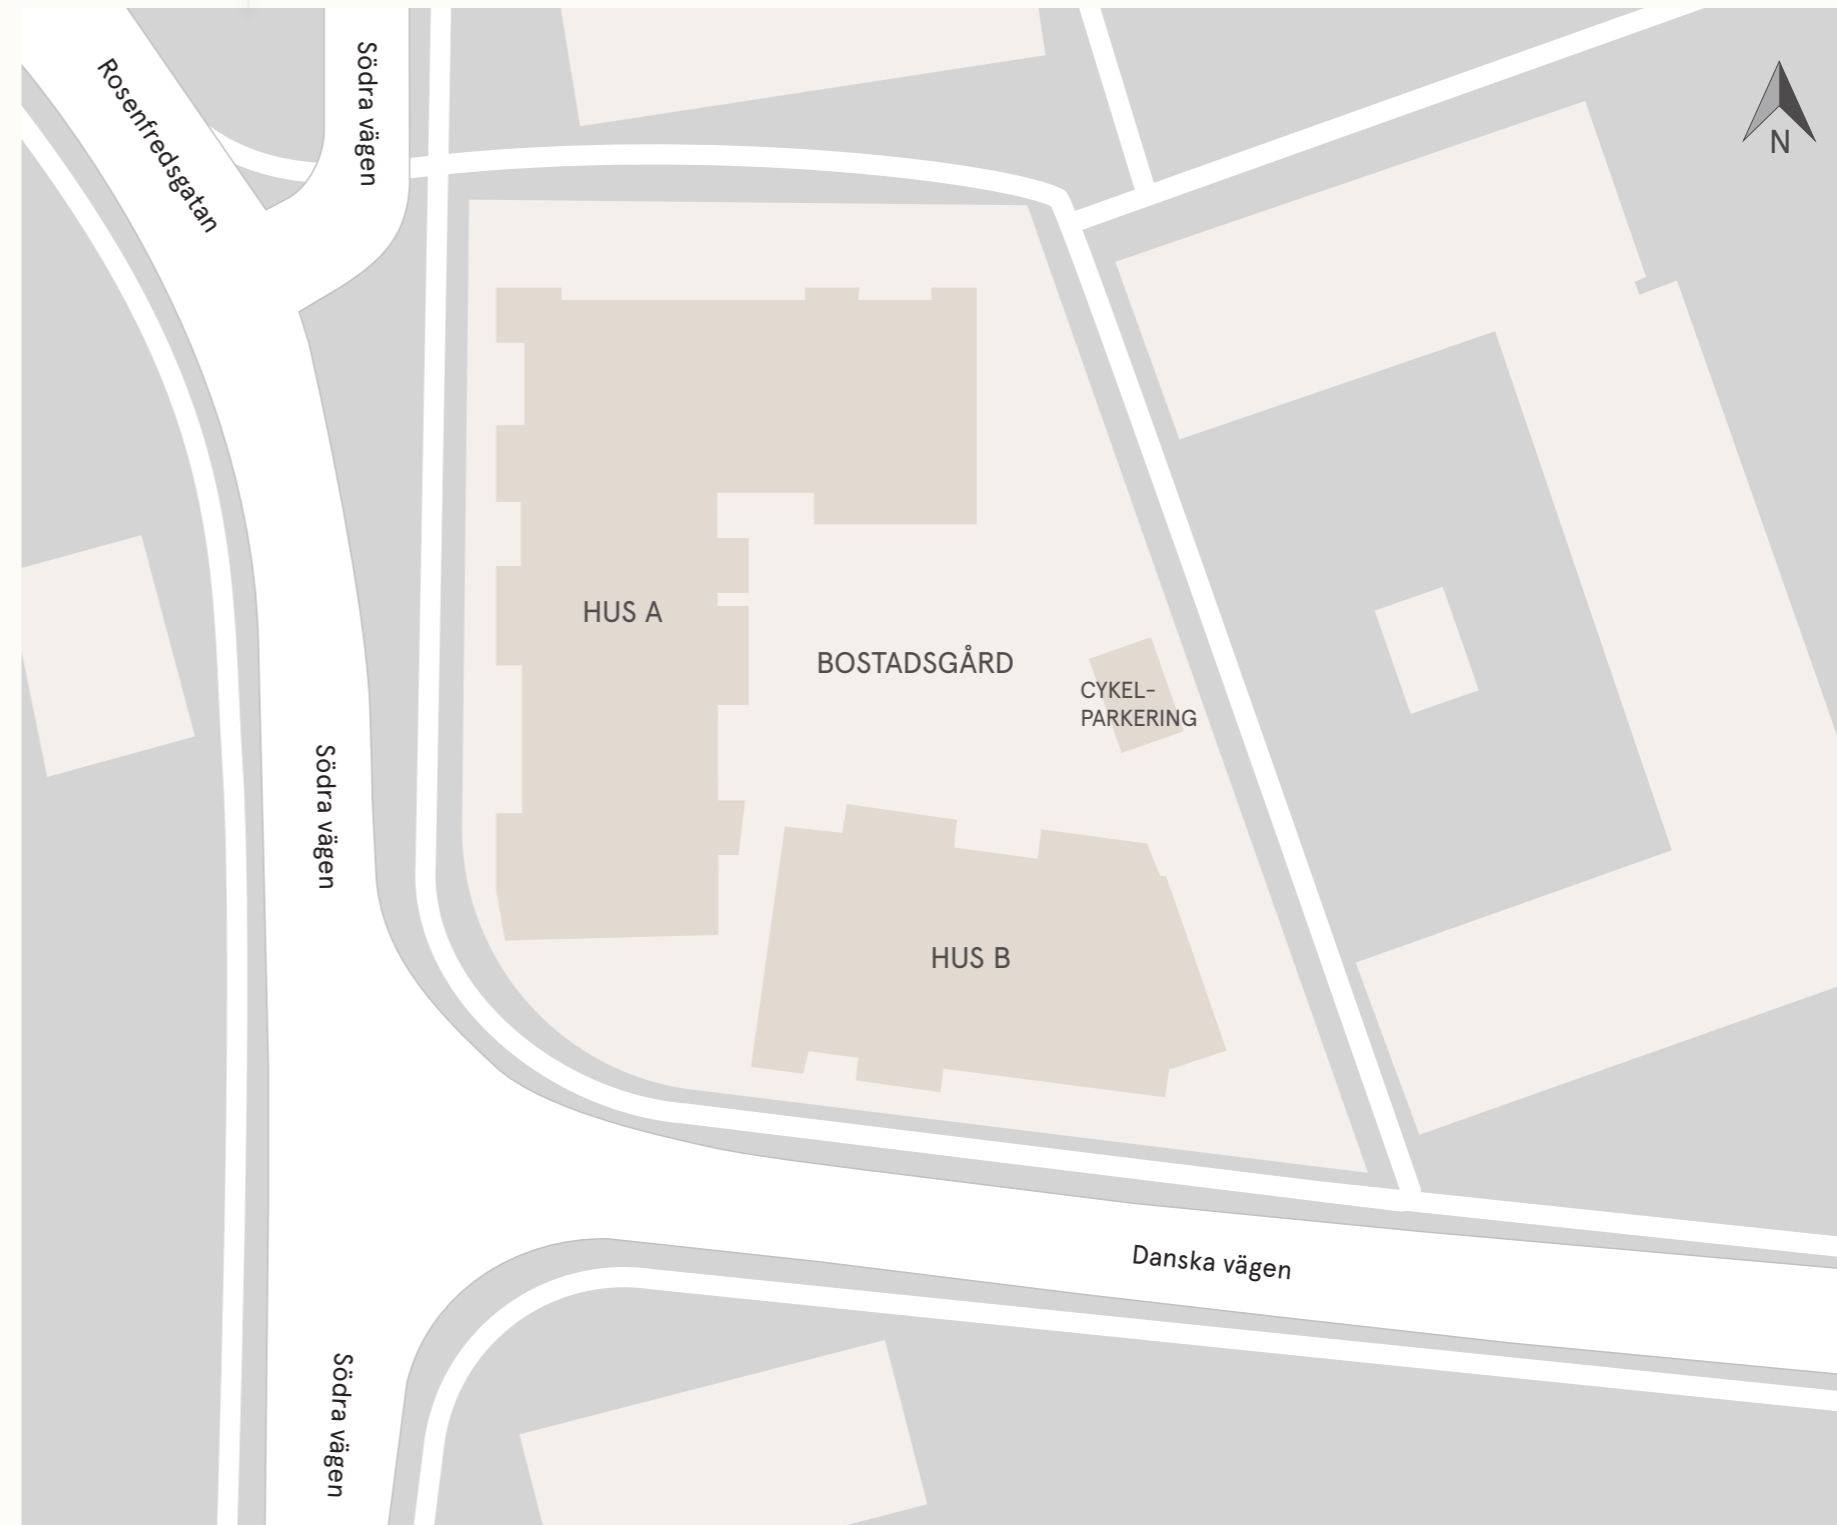 Rosenfredsgatan
Södra vägen
N
HUS A
BOSTADSGÅRD
CYKEL-
PARKERING
Södra vägen
HUS B
Danska vägen
Södra vägen